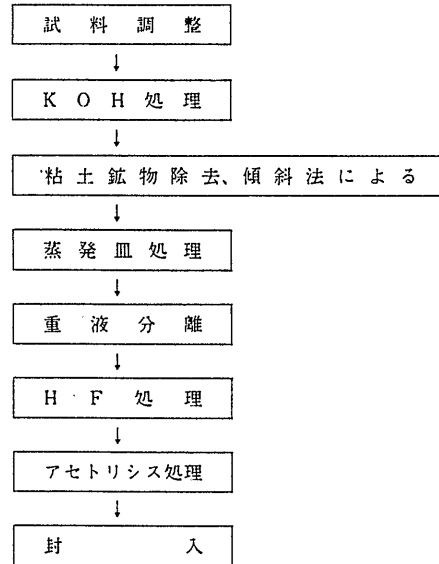 試料調整
↓
KOH処理
↓
粘土鉱物除去、傾斜法による
↓
蒸発皿処理
↓
重液分離
↓
HF処理
↓
アセトリシス処理
↓
封入